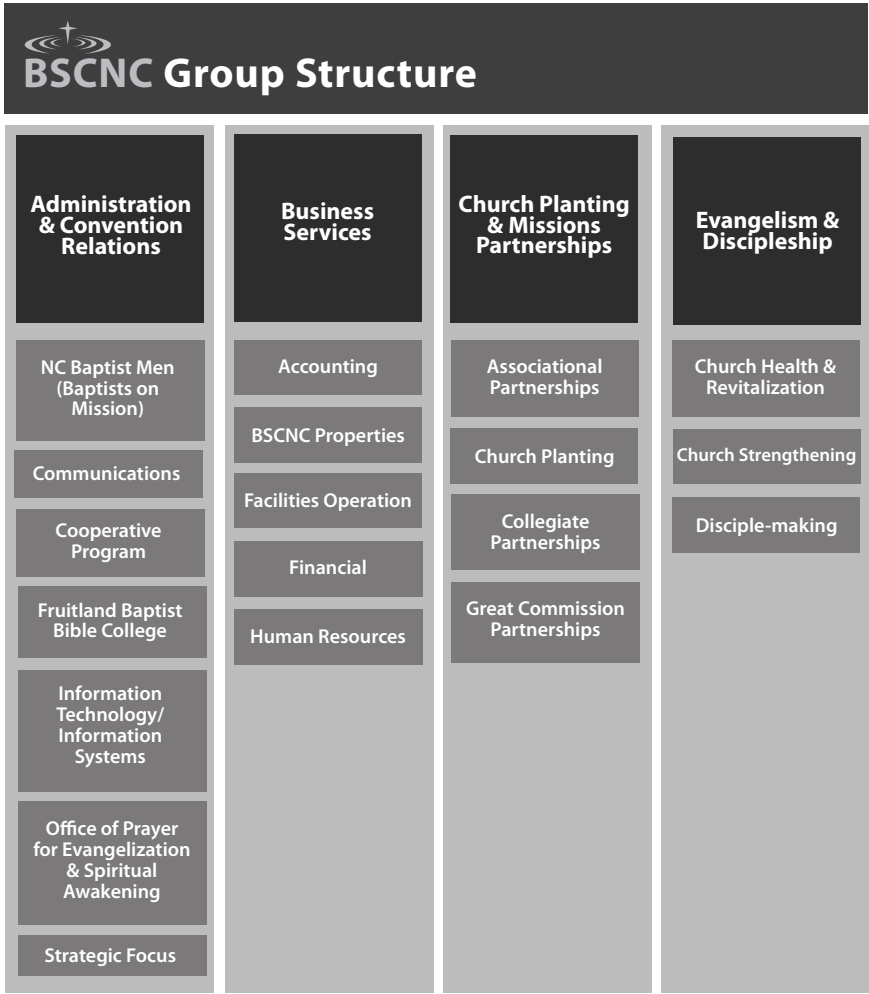 BSCNC Group Structure
Administration
& Convention
Relations
NC Baptist Men
(Baptists on
Mission)
Communications
Cooperative
Program
Fruitland Baptist
Bible College
Information
Technology/
Information
Systems
Office of Prayer
for Evangelization
& Spiritual
Awakening
Strategic Focus
Business
Services
Accounting
BSCNC Properties
Facilities Operation
Financial
Human Resources
Church Planting
& Missions
Partnerships
Associational
Partnerships
Church Planting
Collegiate
Partnerships
Great Commission
Partnerships
Evangelism &
Discipleship
Church Health &
Revitalization
Church Strengthening
Disciple-making